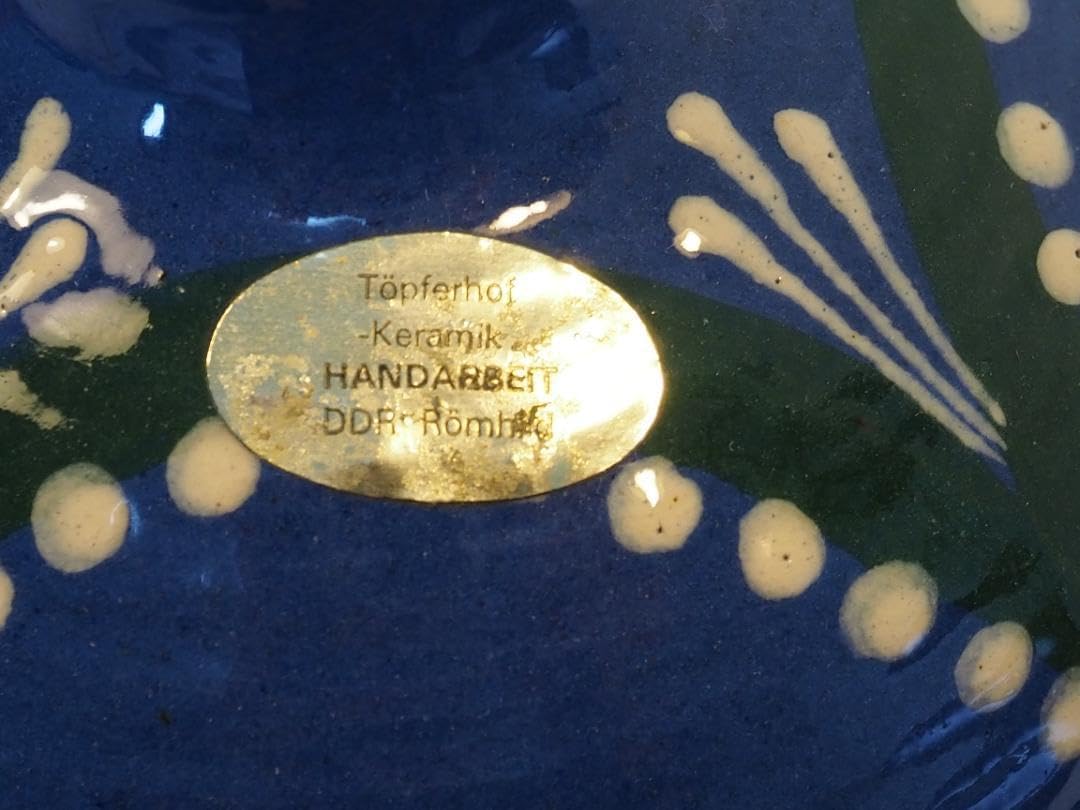 Töpferhof
-Keramik-
HANDARBEIT
DDR-Römhild